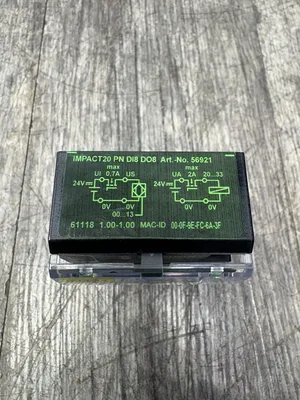 IMPACT20 PN DI8 DO8 Art.-No. 56921
max max
UI 0,7A US UA 2A 20...33
24V 24V
0V ....0V 0V 0V
00...13
61118 1.00-1.00 MAC-ID 00-0F-9E-FC-6A-3F